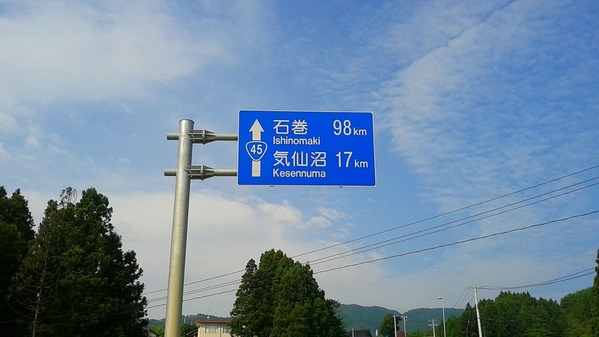 石巻 98km
Ishinomaki
45
気仙沼 17km
Kesennuma